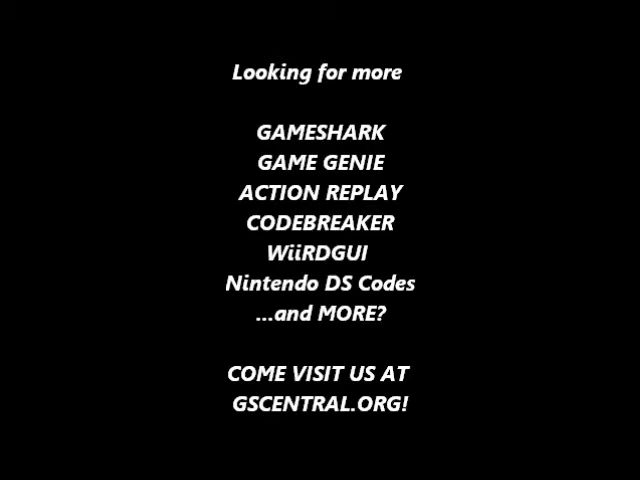 Looking for more
GAMESHARK
GAME GENIE
ACTION REPLAY
CODEBREAKER
WiiRDGUI
Nintendo DS Codes
...and MORE?
COME VISIT US AT
GSCENTRAL.ORG!